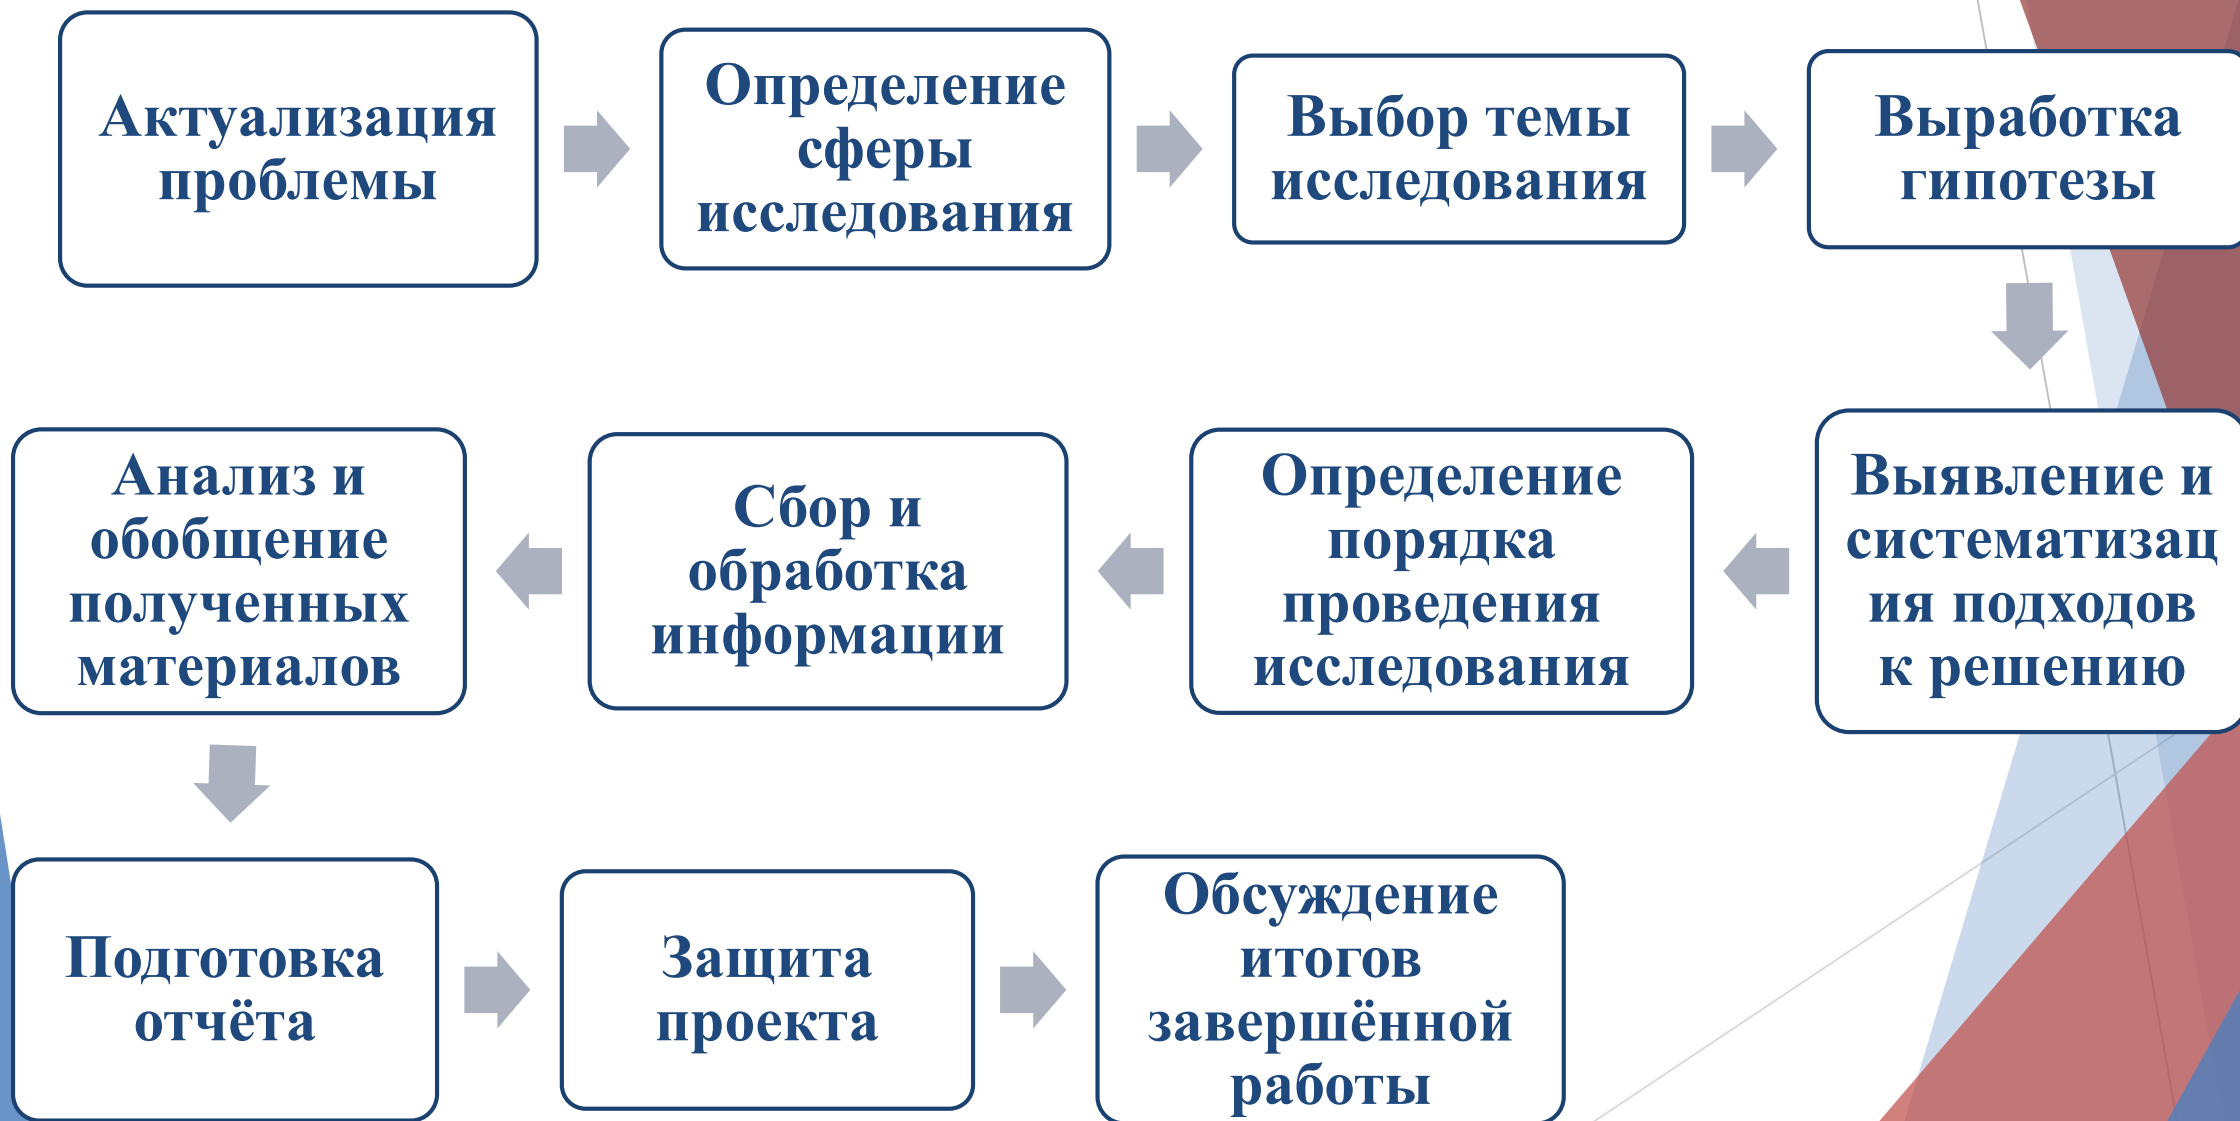 Актуализация
проблемы
Определение
сферы
исследования
Выбор темы
исследования
Выработка
гипотезы
Выявление и
систематизац
ия подходов
к решению
Определение
порядка
проведения
исследования
Сбор и
обработка
информации
Анализ и
обобщение
полученных
материалов
Подготовка
отчёта
Защита
проекта
Обсуждение
итогов
завершённой
работы